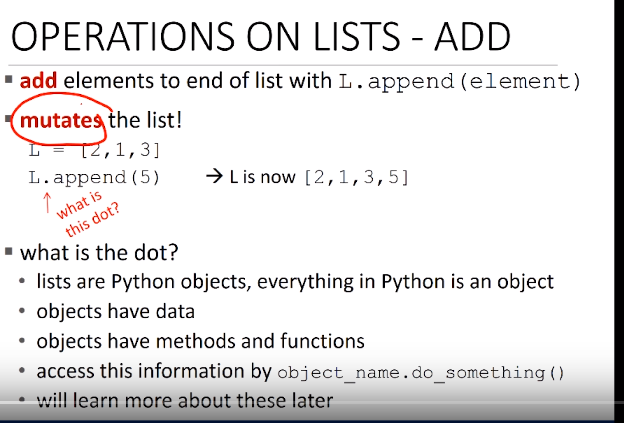 OPERATIONS ON LISTS - ADD
▪ add elements to end of list with L.append(element)
▪ mutates the list!
L = [2,1,3]
L.append(5) → L is now [2,1,3,5]
what is
this dot?
▪ what is the dot?
• lists are Python objects, everything in Python is an object
• objects have data
• objects have methods and functions
• access this information by object_name.do_something()
• will learn more about these later